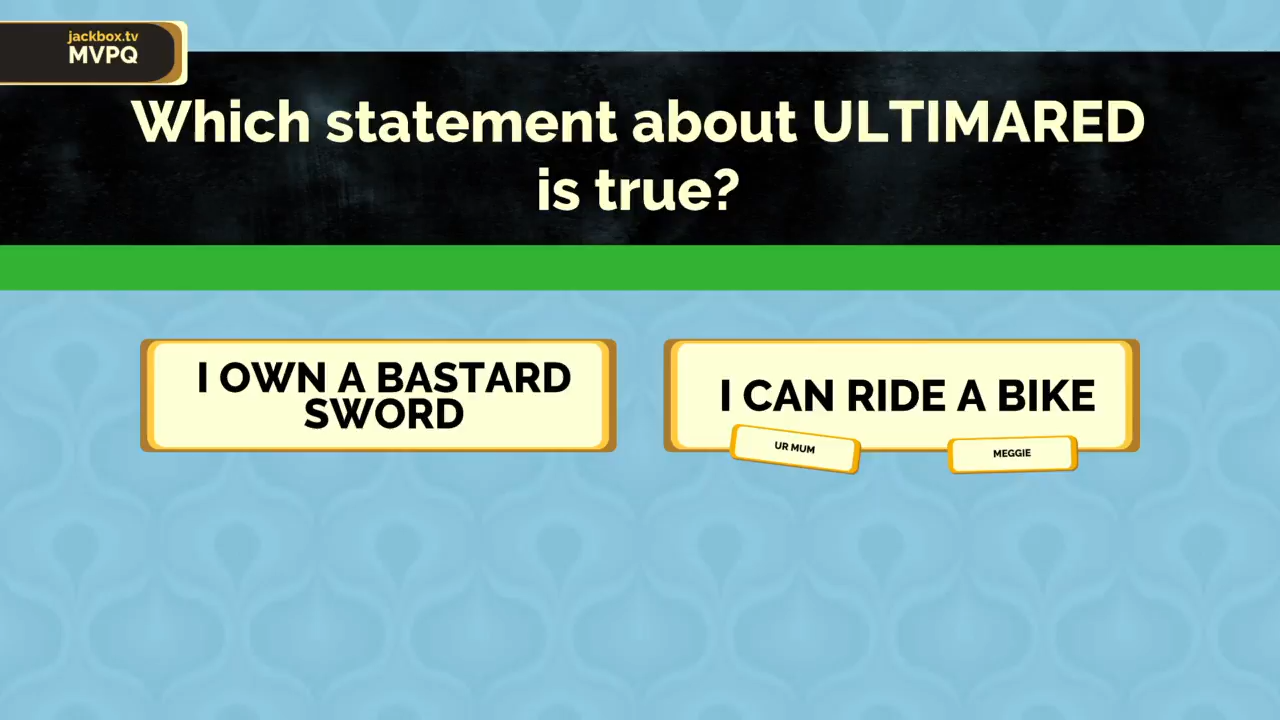 jackbox.tv
MVPQ
Which statement about ULTIMARED
is true?
I OWN A BASTARD
SWORD
I CAN RIDE A BIKE
UR MUM
MEGGIE